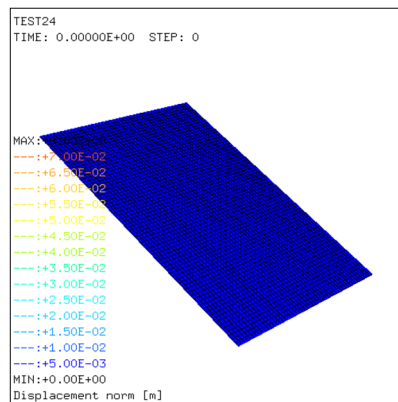 TEST24
TIME: 0.00000E+00 STEP: 0
MAX:
---:+7.00E-02
---:+6.50E-02
---:+6.00E-02
---:+5.50E-02
---:+5.00E-02
---:+4.50E-02
---:+4.00E-02
---:+3.50E-02
---:+3.00E-02
---:+2.50E-02
---:+2.00E-02
---:+1.50E-02
---:+1.00E-02
---:+5.00E-03
MIN:+0.00E+00
Displacement norm [m]